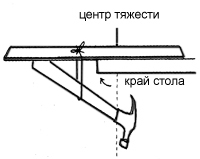 центр тяжести
край стола